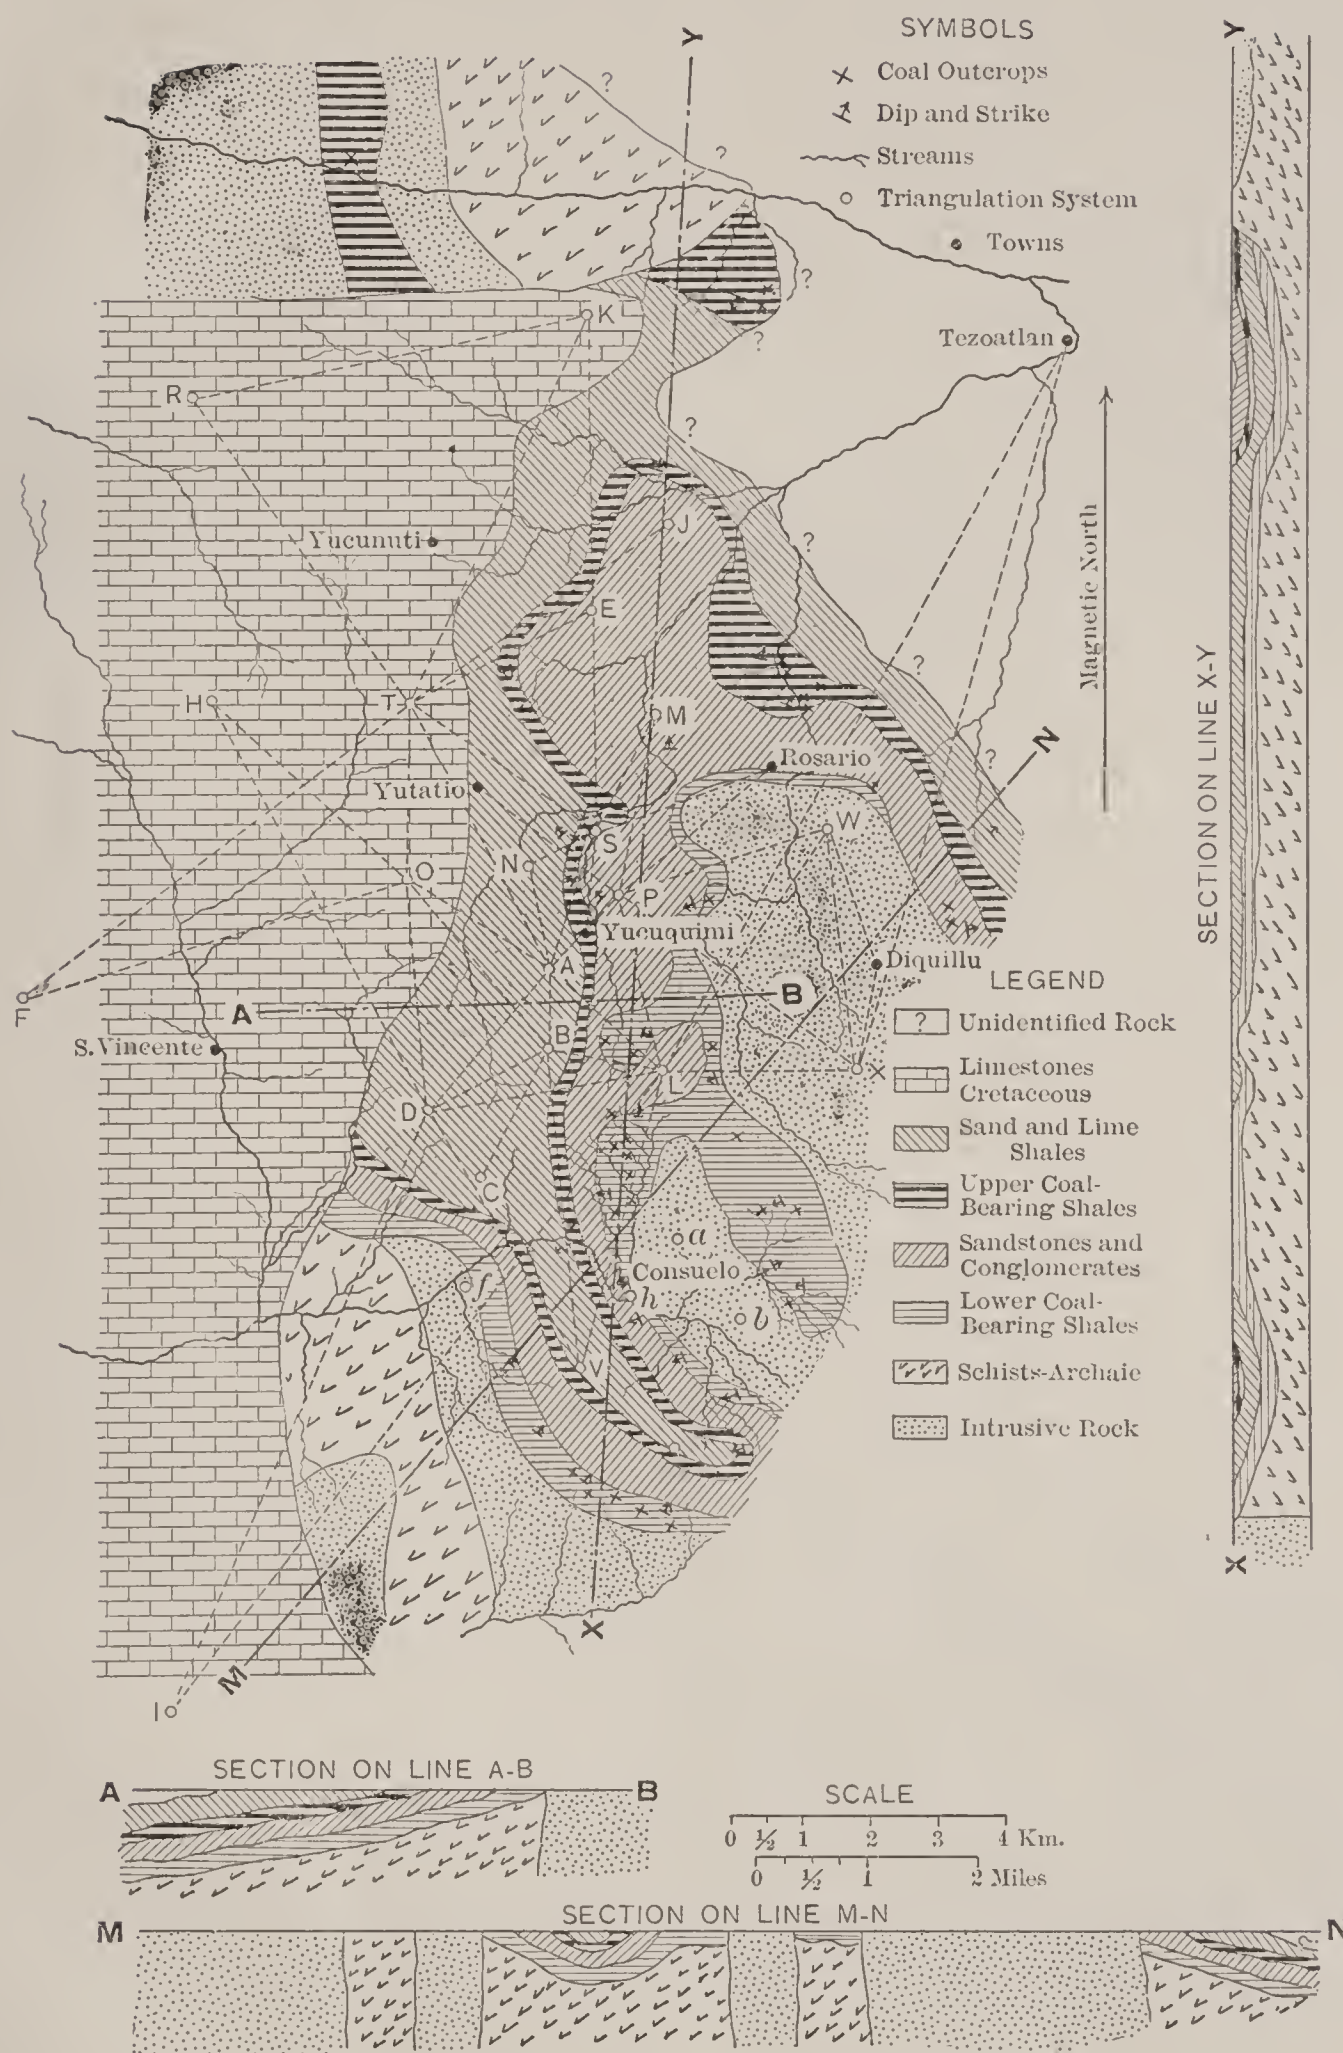 SYMBOLS
Coal Outcrops
Dip and Strike
Streams
Triangulation System
Towns
Y
Y
?
?
?
?
K
Tezoatlan
R
?
Magnetic North
Yucunuti
J
?
E
?
H
T
M
SECTION ON LINE X-Y
N
?
Rosario
Yutatio
W
S
N
O
P
Yucuquimi
Diquillu
A
F
A
B
S. Vincente
B
L
X
D
C
a
Consuelo
f
h
b
V
LEGEND
? Unidentified Rock
Limestones
Cretaceous
Sand and Lime
Shales
Upper Coal-
Bearing Shales
Sandstones and
Conglomerates
Lower Coal-
Bearing Shales
Schists-Archaie
Intrusive Rock
X
X
M
I
SECTION ON LINE A-B
A
B
SCALE
0 ½ 1 2 3 4 Km.
0 ½ 1 2 Miles
SECTION ON LINE M-N
M
N
?